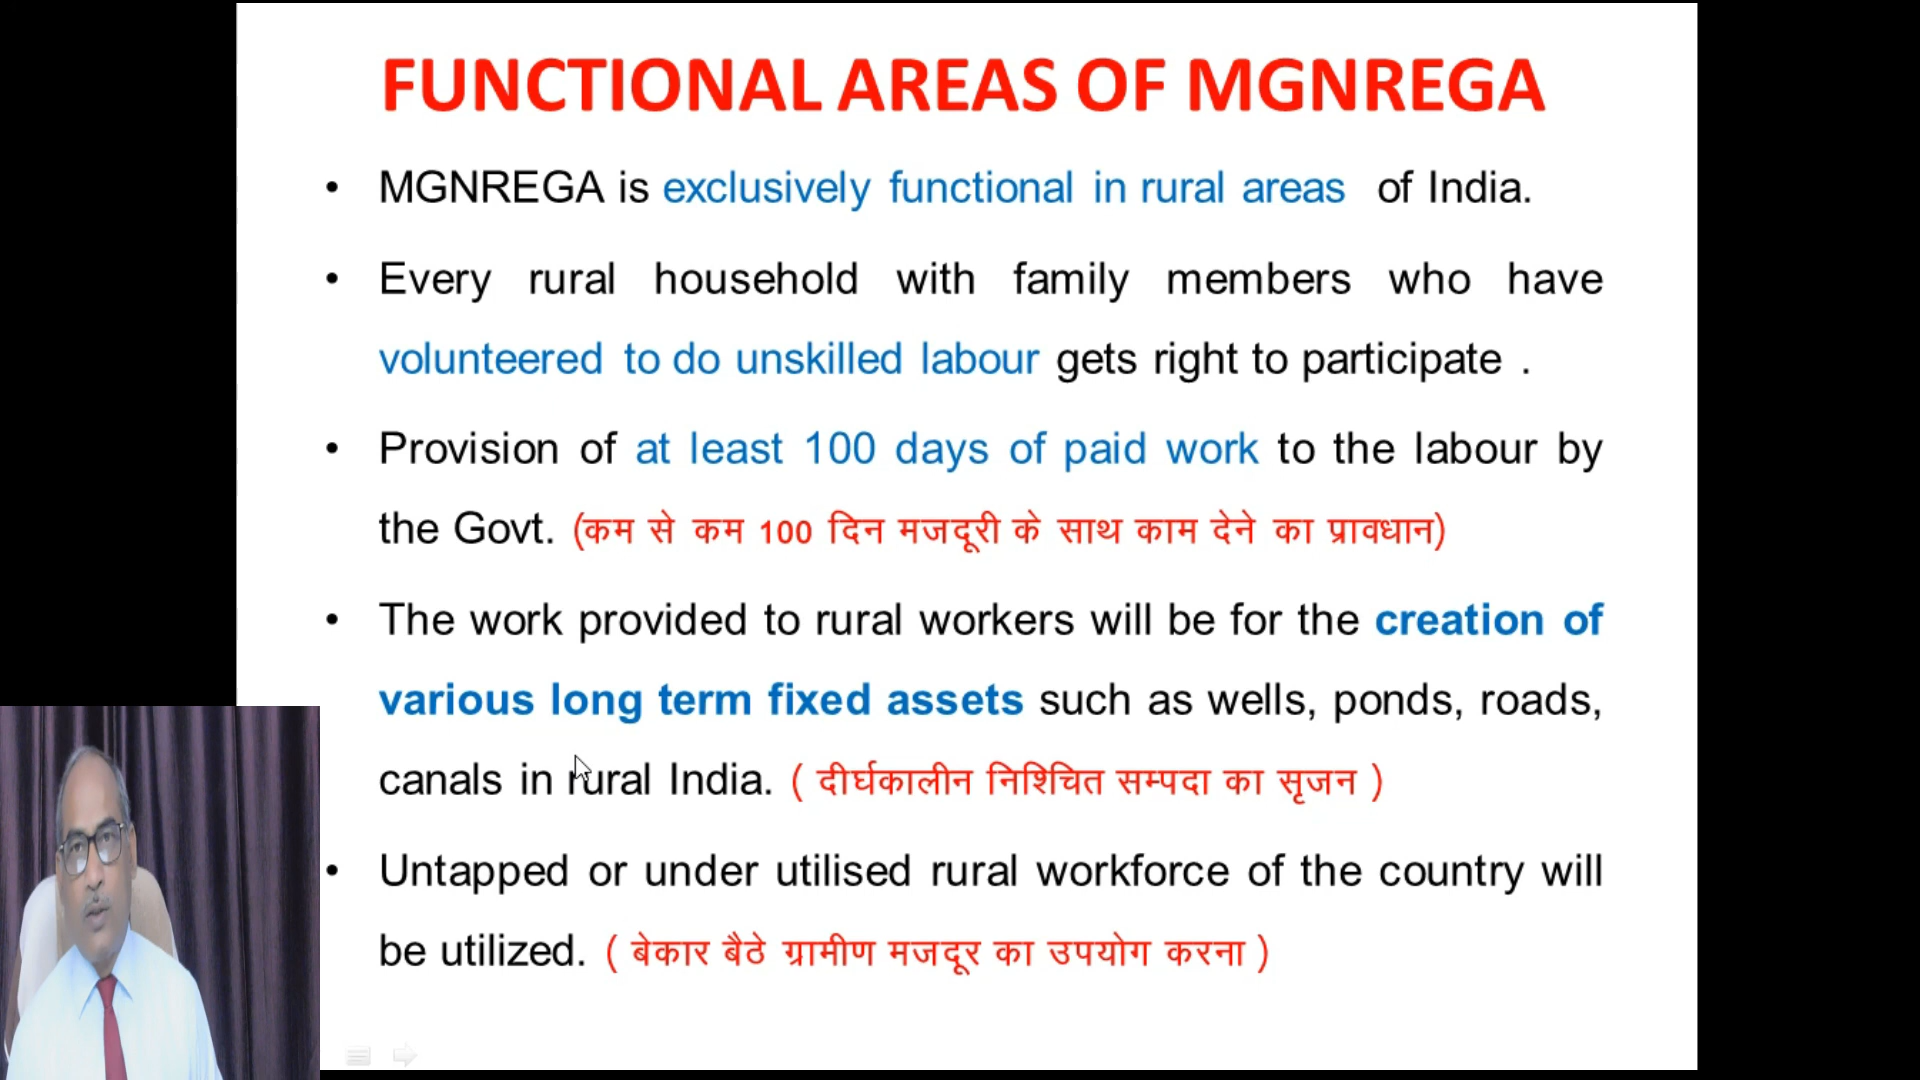 FUNCTIONAL AREAS OF MGNREGA
• MGNREGA is exclusively functional in rural areas of India.
• Every rural household with family members who have
volunteered to do unskilled labour gets right to participate .
• Provision of at least 100 days of paid work to the labour by
the Govt. (कम से कम 100 दिन मजदूरी के साथ काम देने का प्रावधान)
• The work provided to rural workers will be for the creation of
various long term fixed assets such as wells, ponds, roads,
canals in rural India. ( दीर्घकालीन निश्चित सम्पदा का सृजन )
• Untapped or under utilised rural workforce of the country will
be utilized. ( बेकार बैठे ग्रामीण मजदूर का उपयोग करना )